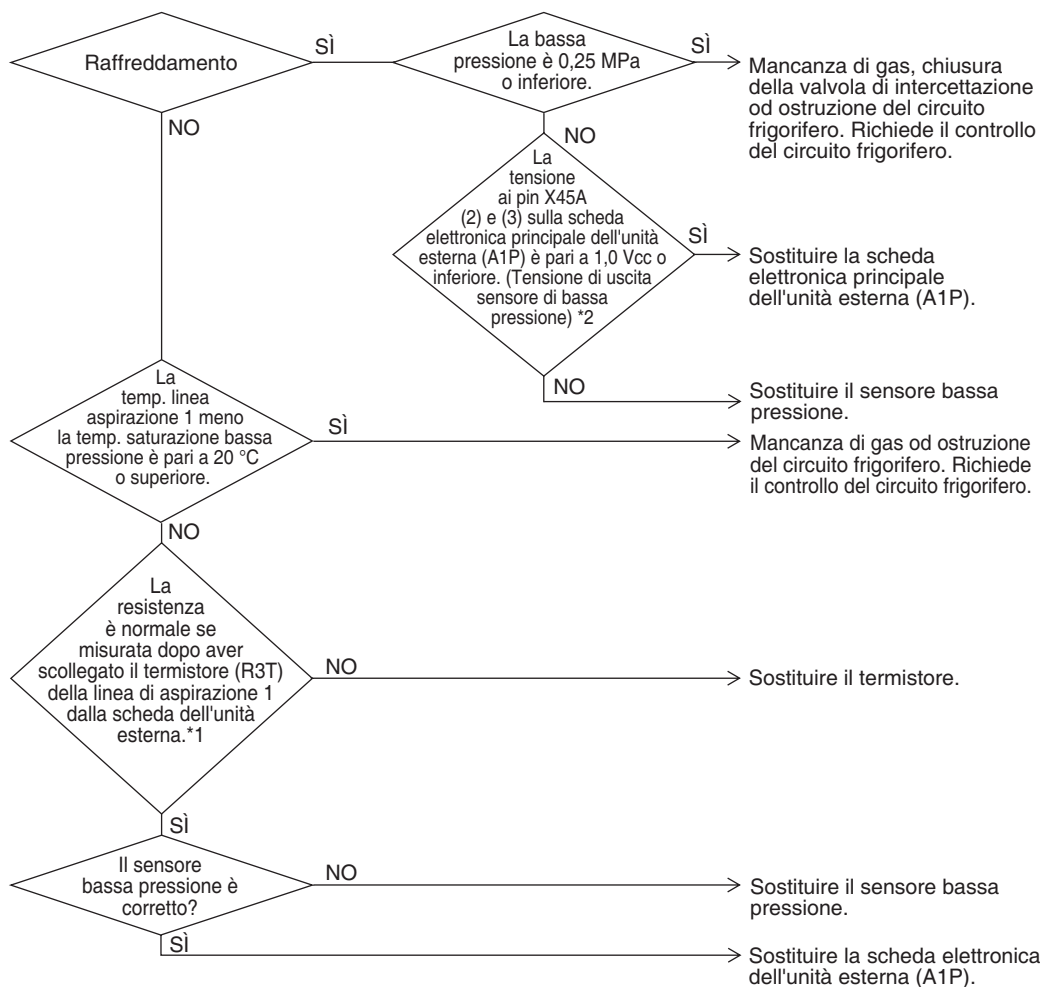 Raffreddamento
SÌ
La bassa
pressione è 0,25 MPa
o inferiore.
SÌ
Mancanza di gas, chiusura
della valvola di intercettazione
od ostruzione del circuito
frigorifero. Richiede il controllo
del circuito frigorifero.
NO
NO
La
tensione
ai pin X45A
(2) e (3) sulla scheda
elettronica principale dell'unità
esterna (A1P) è pari a 1,0 Vcc o
inferiore. (Tensione di uscita
sensore di bassa
pressione) *2
SÌ
Sostituire la scheda
elettronica principale
dell'unità esterna (A1P).
NO
Sostituire il sensore bassa
pressione.
La
temp. linea
aspirazione 1 meno
la temp. saturazione bassa
pressione è pari a 20 °C
o superiore.
SÌ
Mancanza di gas od ostruzione
del circuito frigorifero. Richiede
il controllo del circuito frigorifero.
NO
La
resistenza
è normale se
misurata dopo aver
scollegato il termistore (R3T)
della linea di aspirazione 1
dalla scheda dell'unità
esterna.*1
NO
Sostituire il termistore.
SÌ
Il sensore
bassa pressione è
corretto?
NO
Sostituire il sensore bassa
pressione.
SÌ
Sostituire la scheda elettronica
dell'unità esterna (A1P).